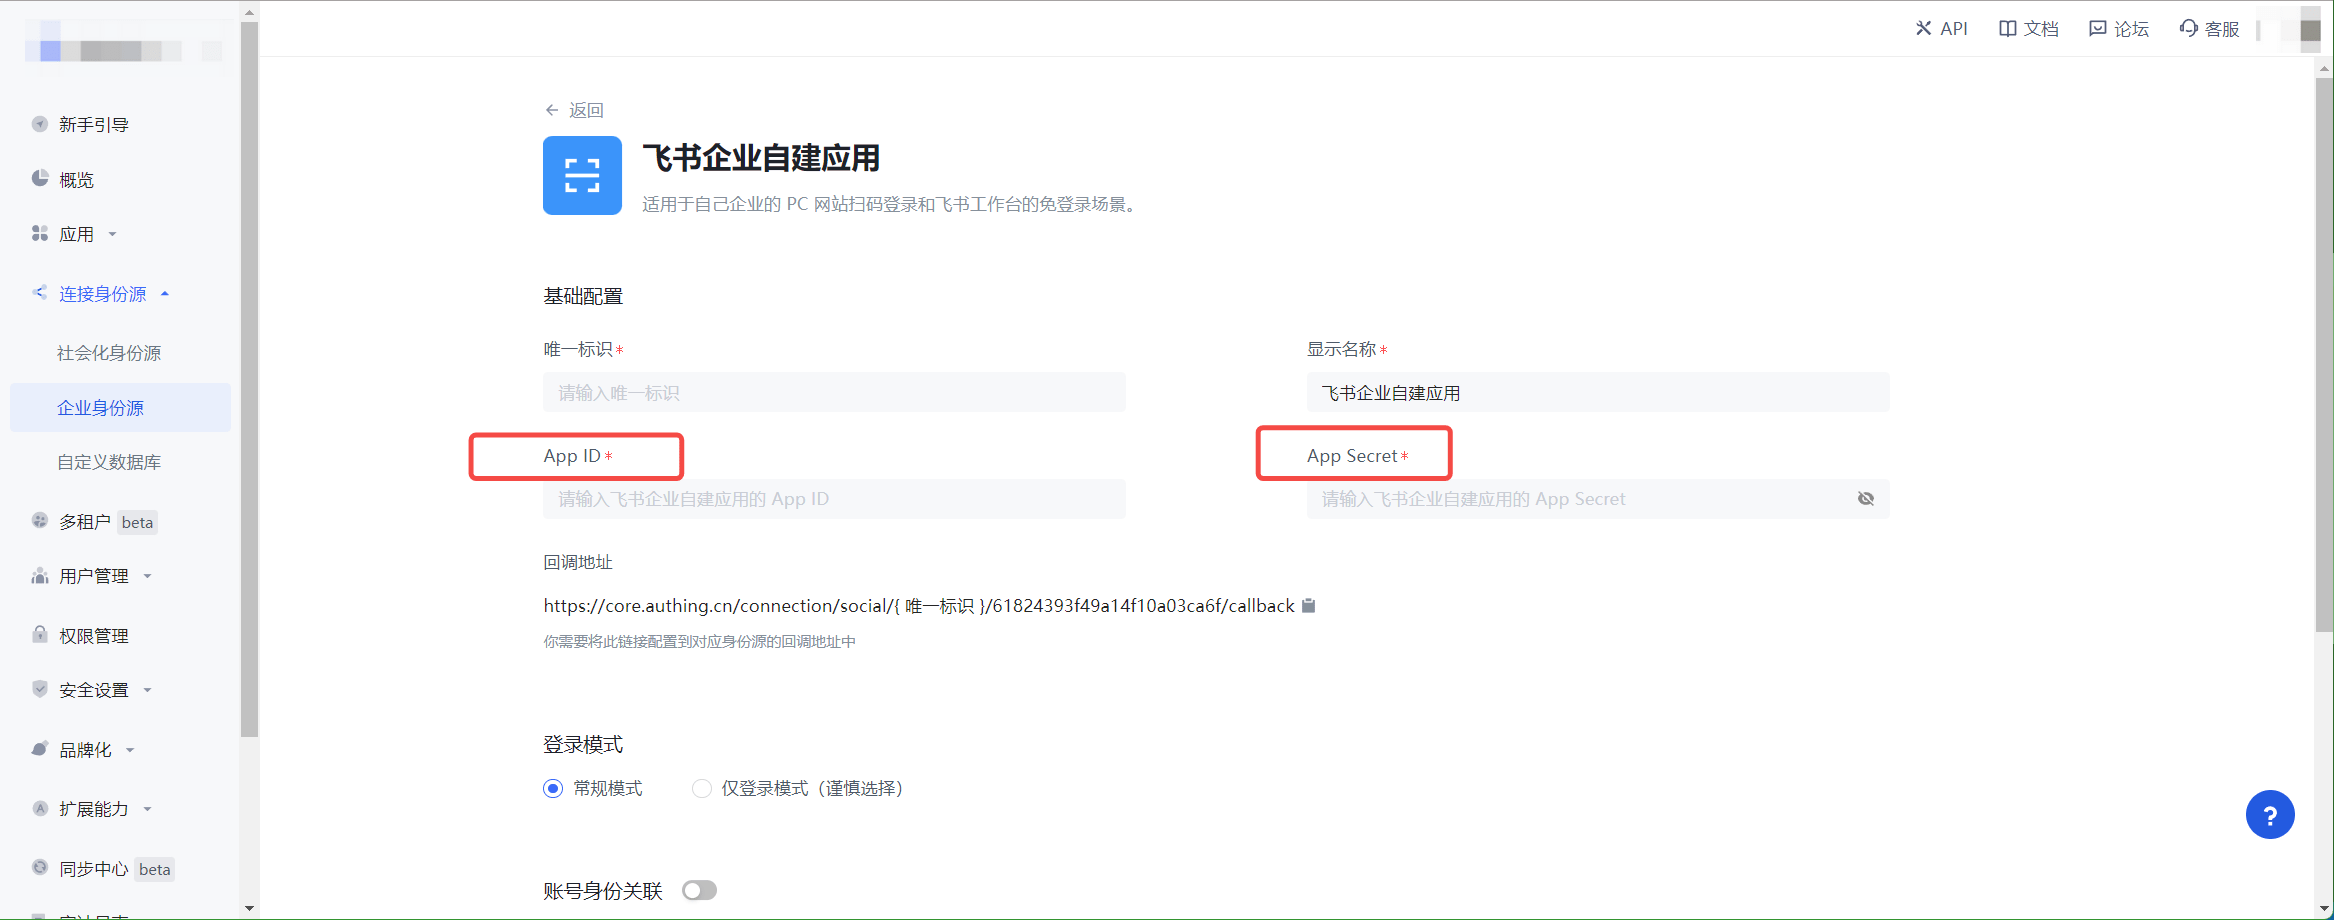 API
文档
论坛
客服
新手引导
概览
应用
连接身份源
社会化身份源
企业身份源
自定义数据库
多租户 beta
用户管理
权限管理
安全设置
品牌化
扩展能力
同步中心 beta
返回
飞书企业自建应用
适用于自己企业的 PC 网站扫码登录和飞书工作台的免登录场景。
基础配置
唯一标识*
请输入唯一标识
显示名称*
飞书企业自建应用
App ID*
请输入飞书企业自建应用的 App ID
App Secret*
请输入飞书企业自建应用的 App Secret
回调地址
https://core.authing.cn/connection/social/{ 唯一标识 }/61824393f49a14f10a03ca6f/callback
你需要将此链接配置到对应身份源的回调地址中
登录模式
常规模式
仅登录模式（谨慎选择）
账号身份关联
?